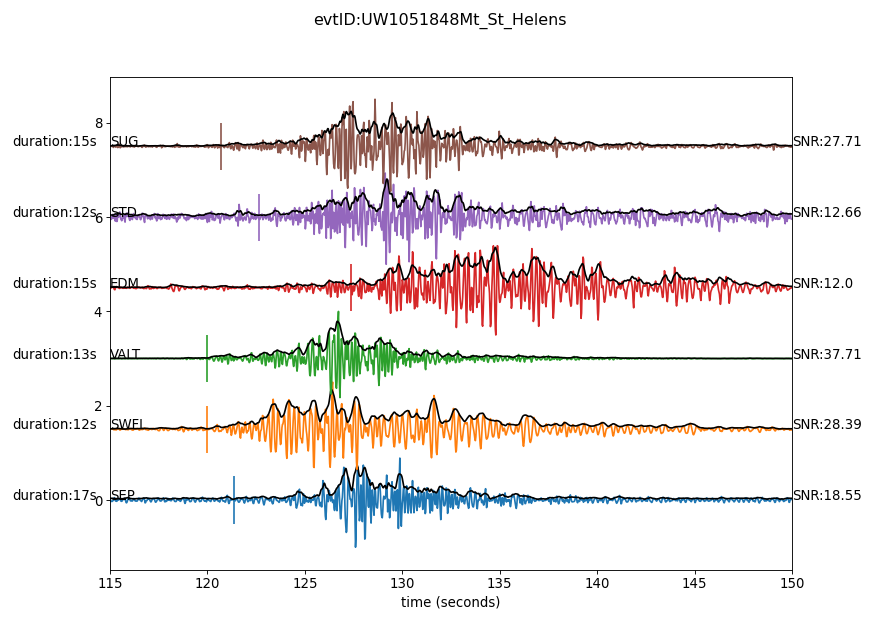 evtID:UW1051848Mt_St_Helens
8
duration:15s SUG SNR:27.71
duration:12s STD SNR:12.66
6
duration:15s EDM SNR:12.0
4
duration:13s VALT SNR:37.71
2
duration:12s SWFL SNR:28.39
duration:17s SEP SNR:18.55
0
115 120 125 130 135 140 145 150
time (seconds)